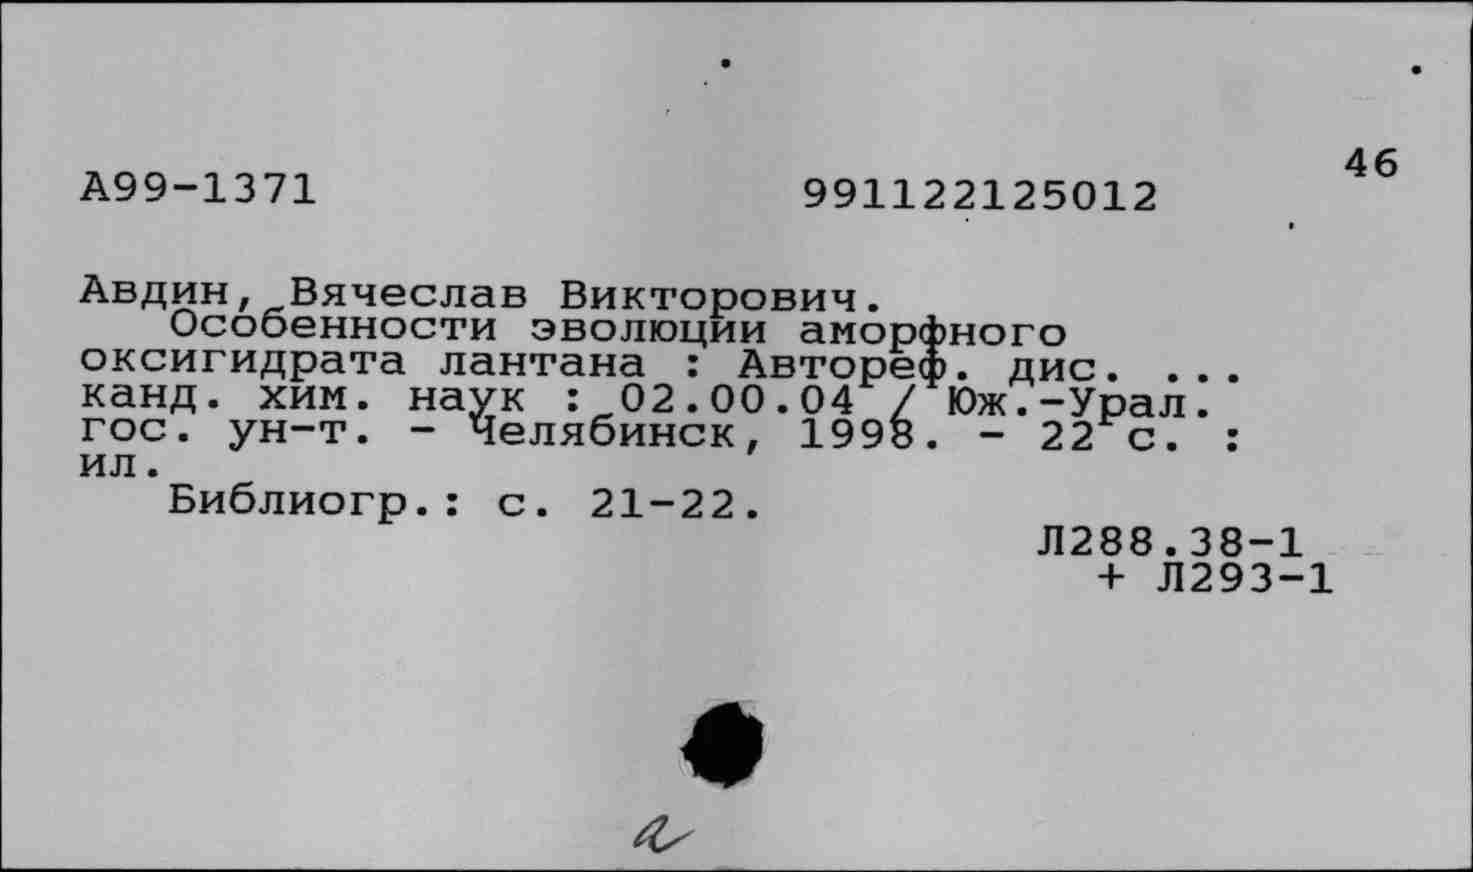 46
А99-1371 991122125012
Авдин, Вячеслав Викторович.
Особенности эволюции аморфного
оксигидрата лантана : Автореф. дис. ...
канд. хим. наук : 02.00.04 / Юж.-Урал.
гос. ун-т. - Челябинск, 1998. - 22 с. :
ил.
Библиогр.: с. 21-22.
Л288.38-1
+ Л293-1